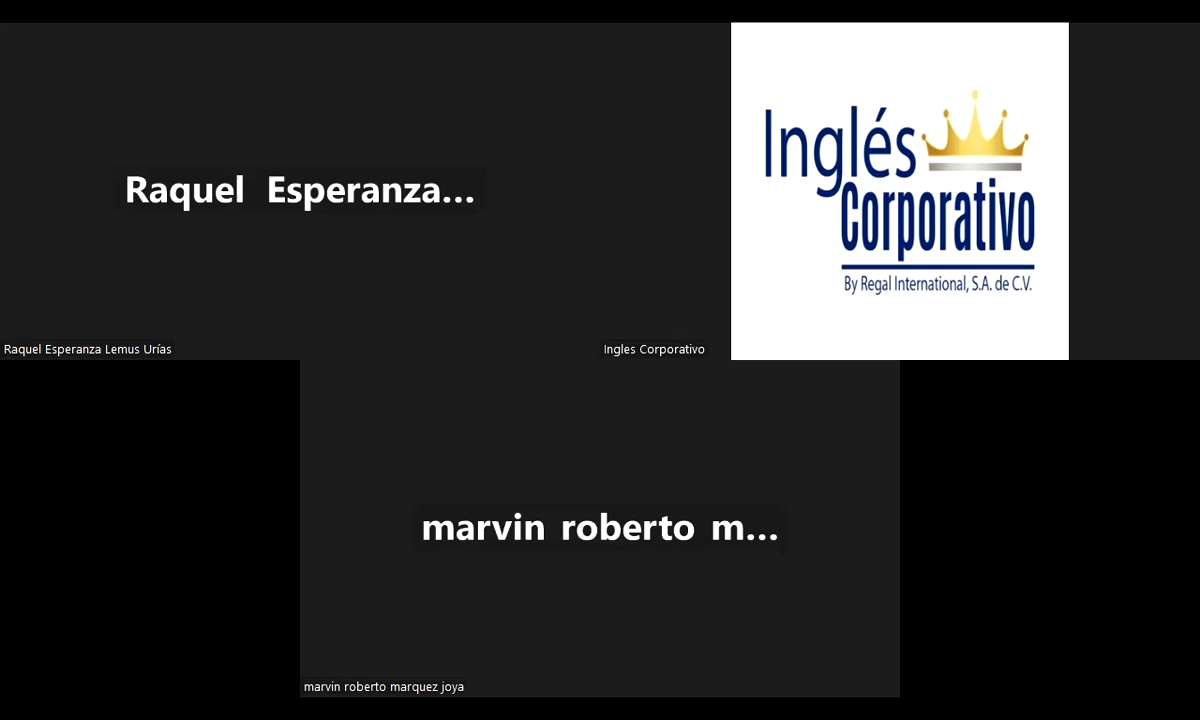 Raquel Esperanza...
Raquel Esperanza Lemus Urías
Inglés
Corporativo
By Regal International, S.A. de C.V.
Ingles Corporativo
marvin roberto m...
marvin roberto marquez joya